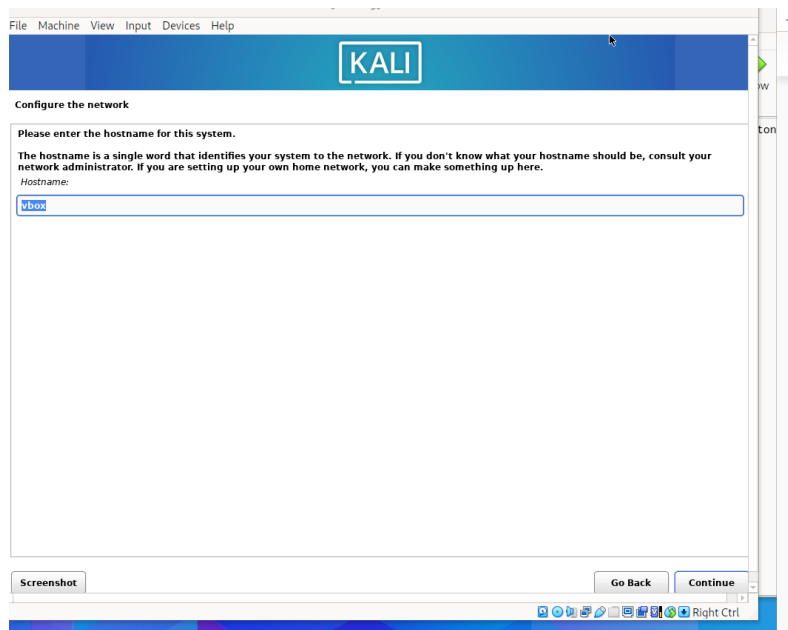 File Machine View Input Devices Help
KALI
Configure the network
Please enter the hostname for this system.
The hostname is a single word that identifies your system to the network. If you don't know what your hostname should be, consult your
network administrator. If you are setting up your own home network, you can make something up here.
Hostname:
vbox
Screenshot
Go Back
Continue
Right Ctrl